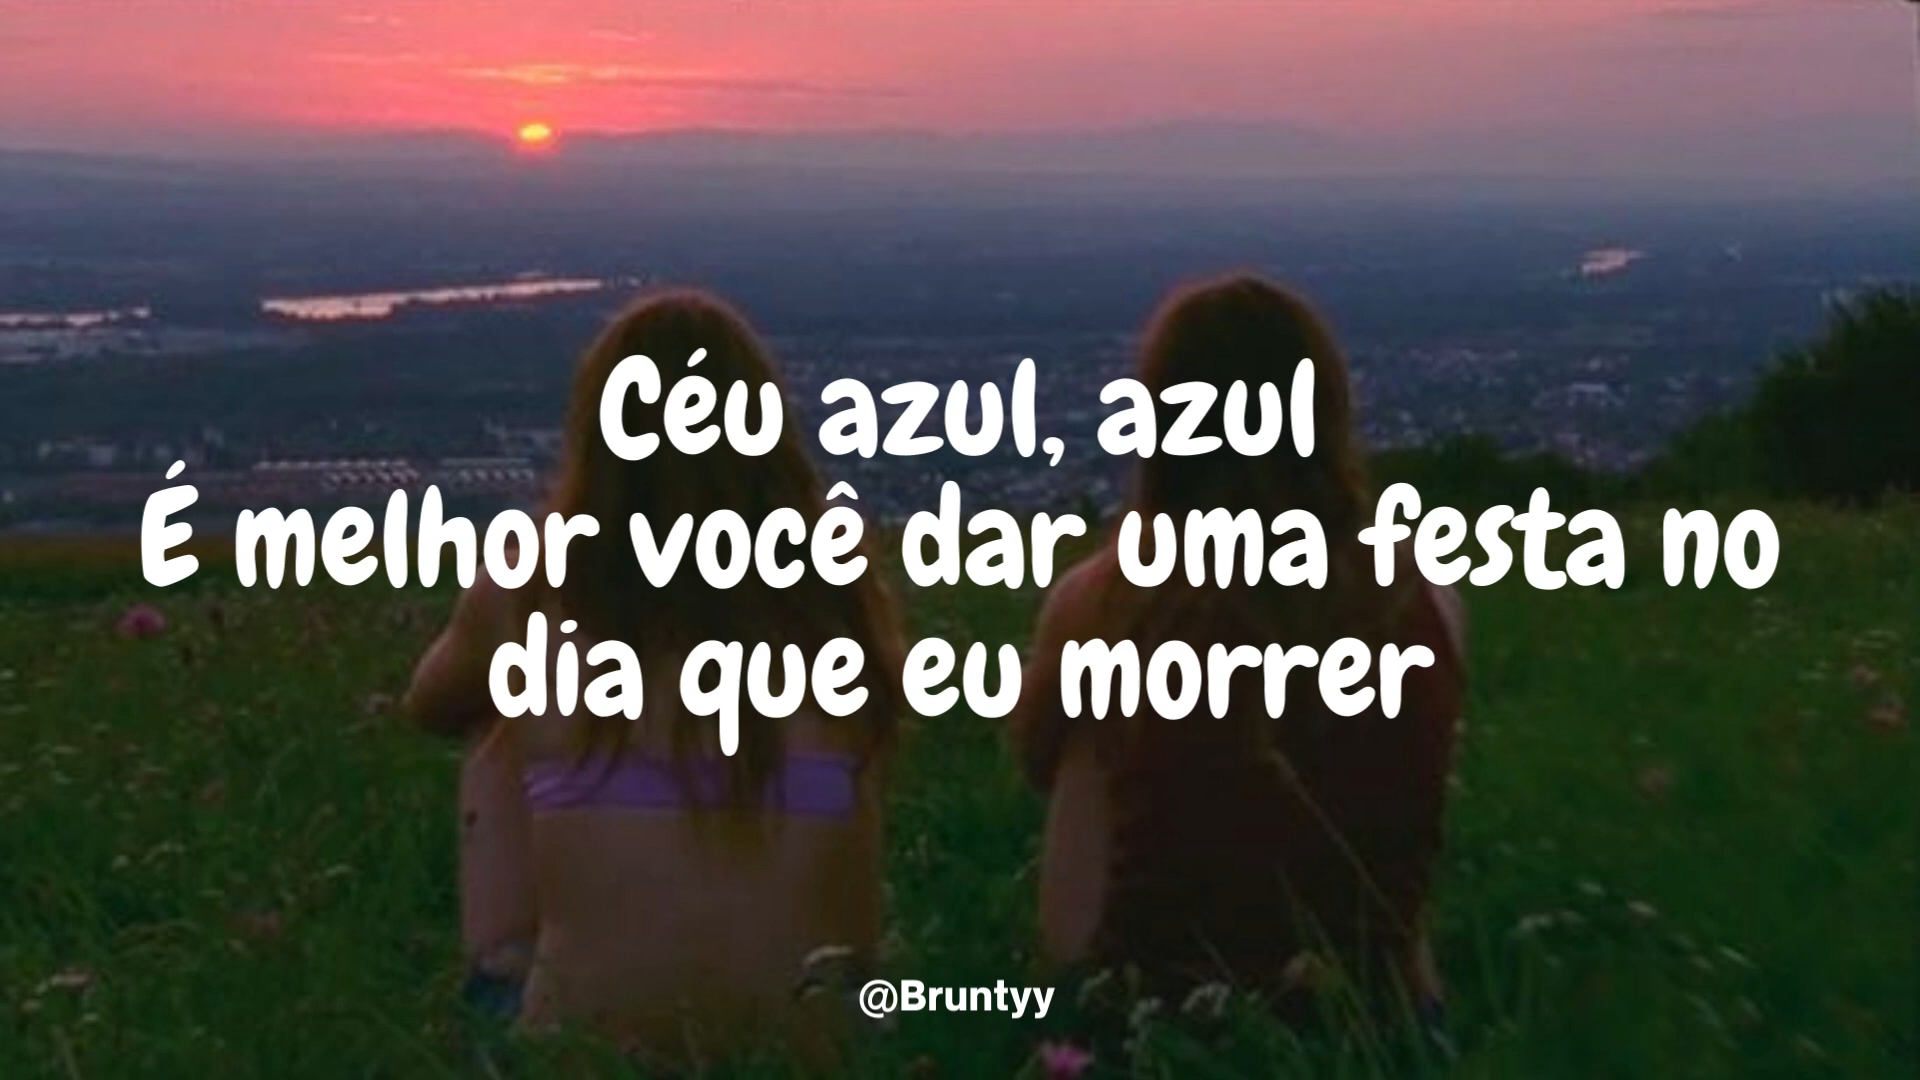 Céu azul, azul
É melhor você dar uma festa no
dia que eu morrer
@Bruntyy